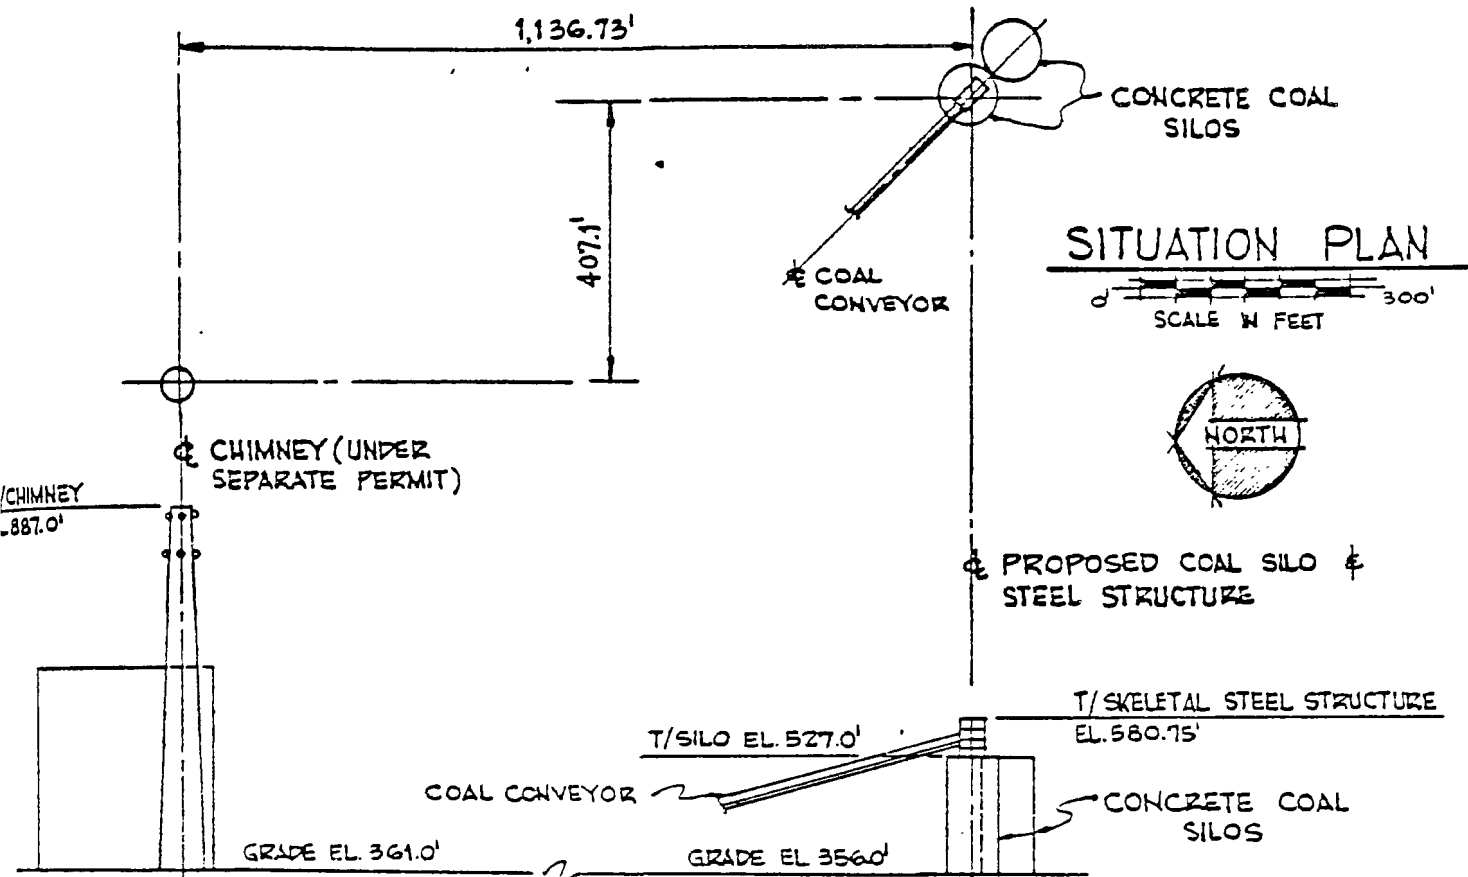 1,136.73'
CONCRETE COAL
SILOS
407.1'
SITUATION PLAN
0' 300'
SCALE IN FEET
℄ COAL
CONVEYOR
NORTH
℄ CHIMNEY (UNDER
SEPARATE PERMIT)
/CHIMNEY
887.0'
℄ PROPOSED COAL SILO &
STEEL STRUCTURE
T/SKELETAL STEEL STRUCTURE
EL. 580.75'
T/SILO EL. 527.0'
COAL CONVEYOR
CONCRETE COAL
SILOS
GRADE EL. 361.0'
GRADE EL 356.0'